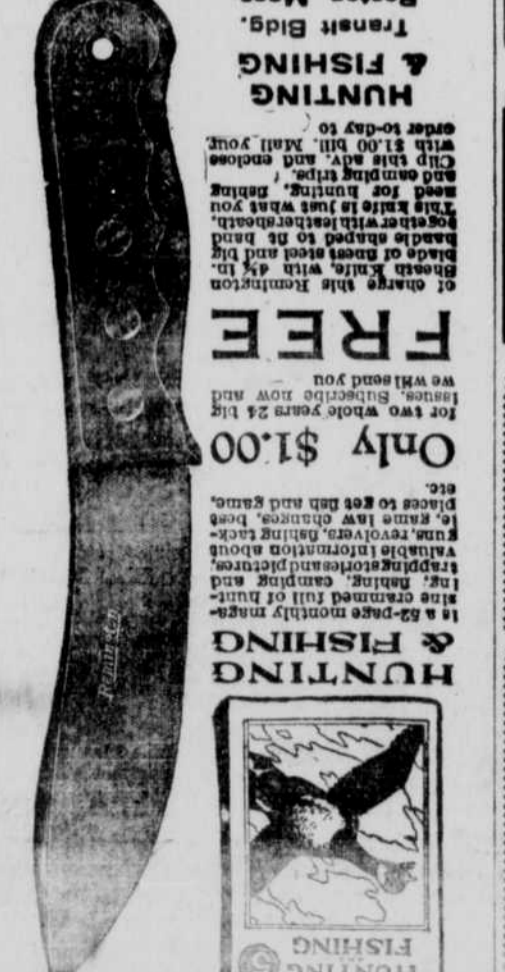 HUNTING
5
FISHING
HUNTING
& FISHING
is a 52-page monthly maga-
zine crammed full of hunt-
ing, fishing, camping and
trapping stories and pictures,
valuable information about
guns, revolvers, fishing tack-
le, game law changes, best
places to get fish and game,
etc.
Only $1.00
for two whole years 24 big
issues. Subscribe now and
we will send you
FREE
of charge this Remington
Sheath Knife, with 4½ in.
blade of finest steel and big
handle shaped to fit hand
together with leather sheath.
This knife is just what you
need for hunting, fishing
and camping trips.
Clip this adv. and enclose
with $1.00 bill. Mail your
order to-day to
HUNTING
& FISHING
Transit Bldg.
Boston, Mass.
Remington